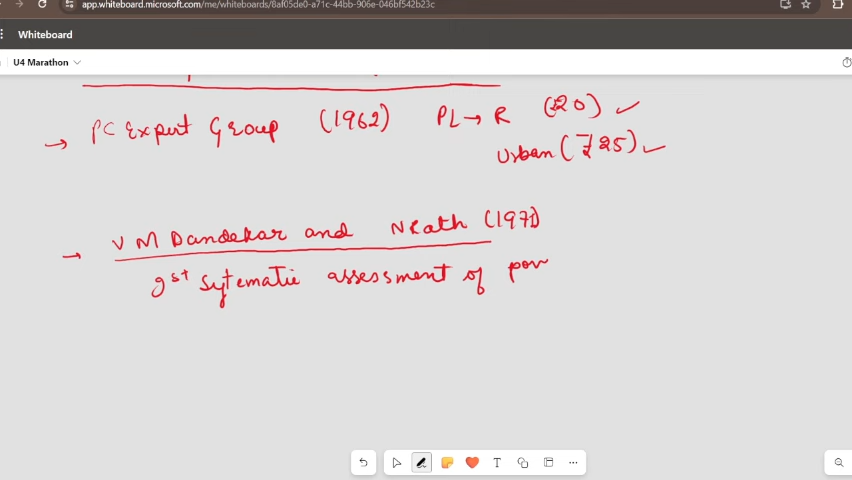 app.whiteboard.microsoft.com/me/whiteboards/8af05de0-a71c-44bb-906e-046bf542b23c
Whiteboard
U4 Marathon
→ PC Expert Group (1962) PL → R (₹20) ✓
Urban (₹25) ✓
→ V M Dandekar and N Rath (1971)
1st Sytematic assessment of pov
T